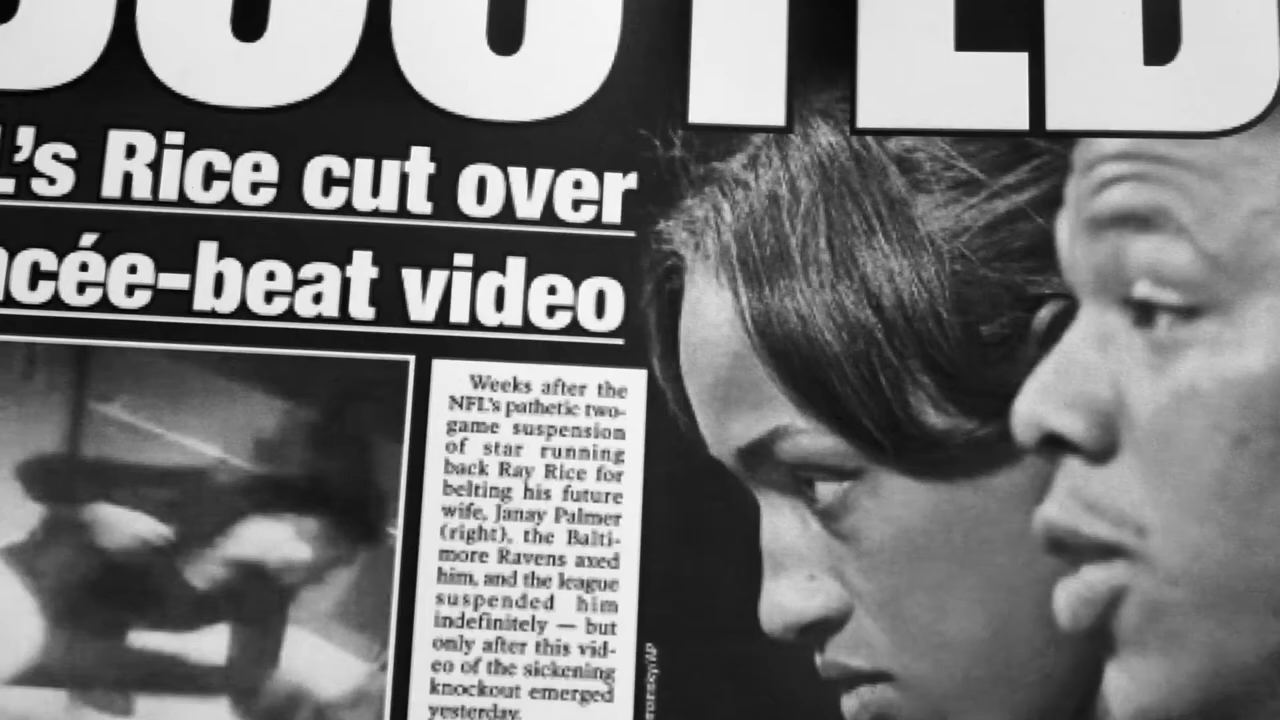 OOTED
L's Rice cut over
ncée-beat video
Weeks after the
NFL's pathetic two-
game suspension
of star running
back Ray Rice for
belting his future
wife, Janay Palmer
(right), the Balti-
more Ravens axed
him, and the league
suspended him
indefinitely — but
only after this vid-
eo of the sickening
knockout emerged
yesterday.